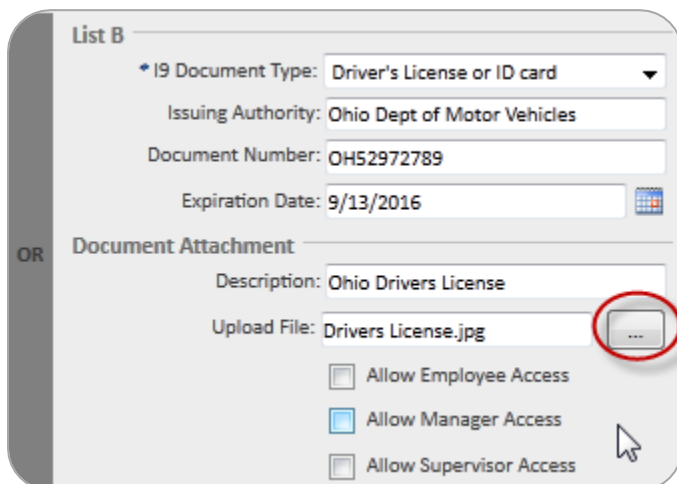 List B
* I9 Document Type: Driver's License or ID card
Issuing Authority: Ohio Dept of Motor Vehicles
Document Number: OH52972789
Expiration Date: 9/13/2016
OR
Document Attachment
Description: Ohio Drivers License
Upload File: Drivers License.jpg ...
Allow Employee Access
Allow Manager Access
Allow Supervisor Access